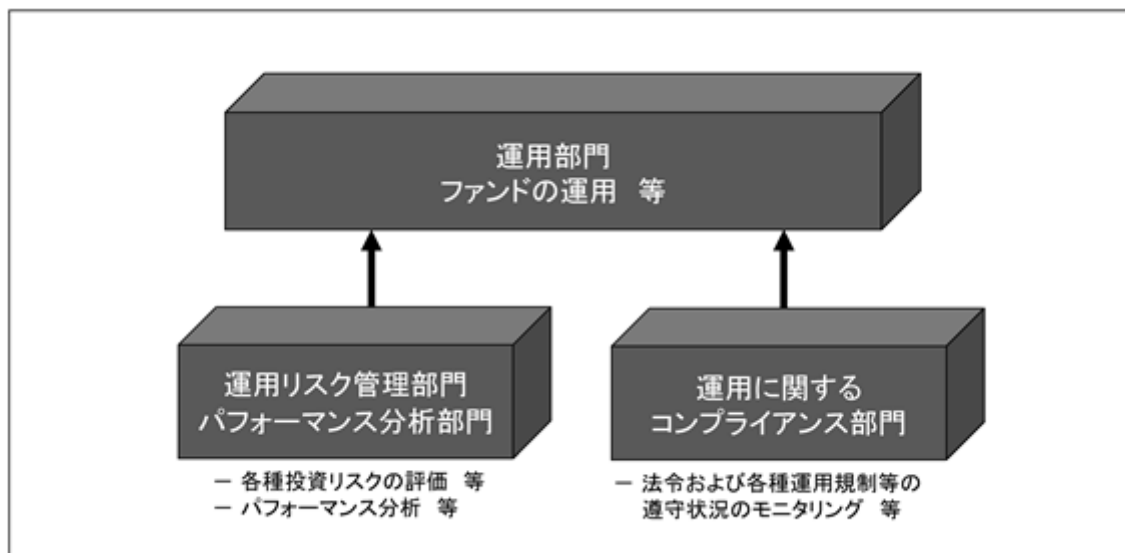 運用部門
ファンドの運用 等
運用リスク管理部門
パフォーマンス分析部門
－ 各種投資リスクの評価 等
－ パフォーマンス分析 等
運用に関する
コンプライアンス部門
－ 法令および各種運用規制等の
遵守状況のモニタリング 等